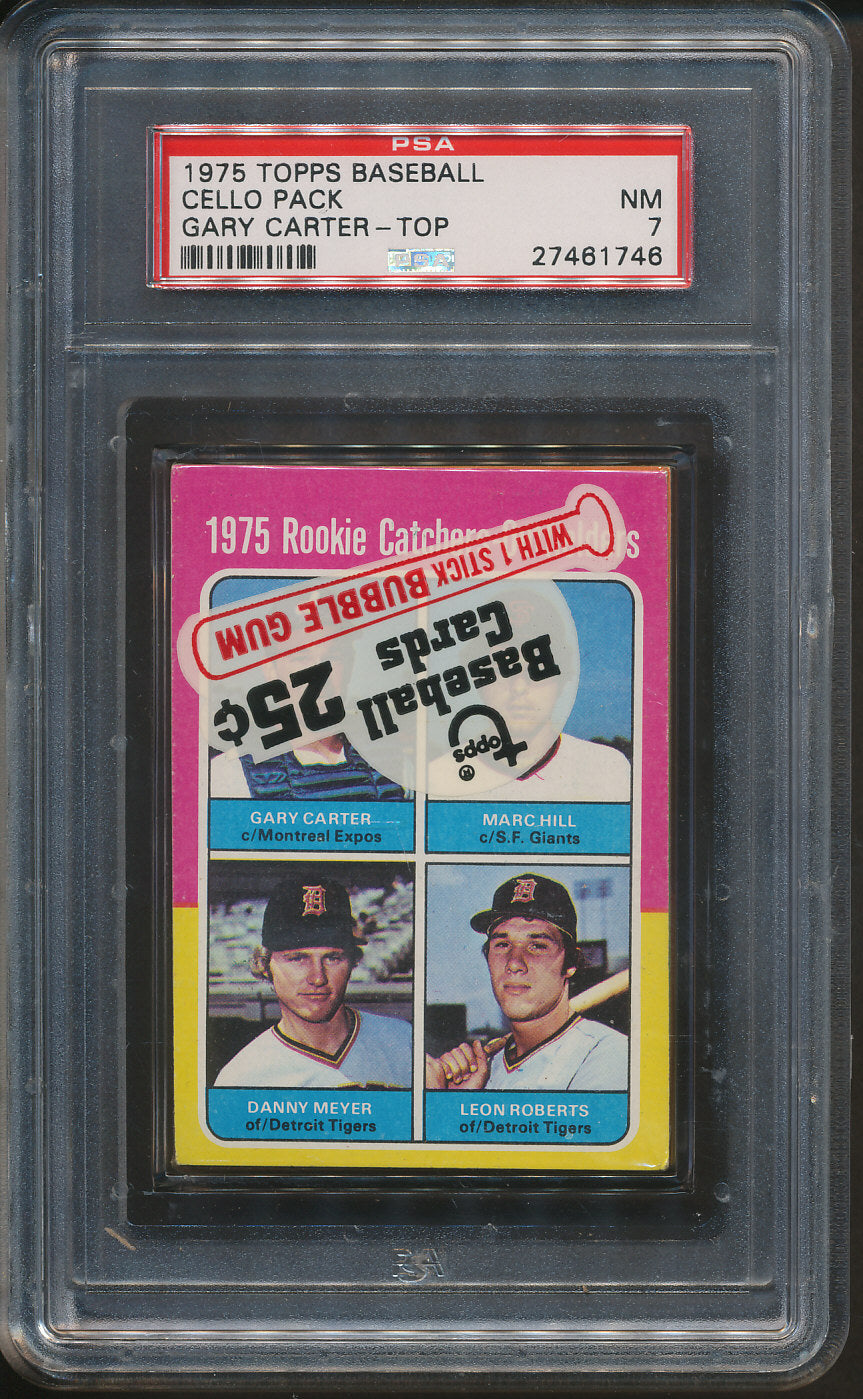 PSA
1975 TOPPS BASEBALL
CELLO PACK NM
GARY CARTER-TOP 7
27461746
PSA
1975 Rookie Catchers
WITH 1 STICK BUBBLE GUM
Baseball
Cards
25¢
topps
GARY CARTER
c/Montreal Expos
MARC HILL
c/S.F. Giants
DANNY MEYER
of/Detroit Tigers
LEON ROBERTS
of/Detroit Tigers
PSA